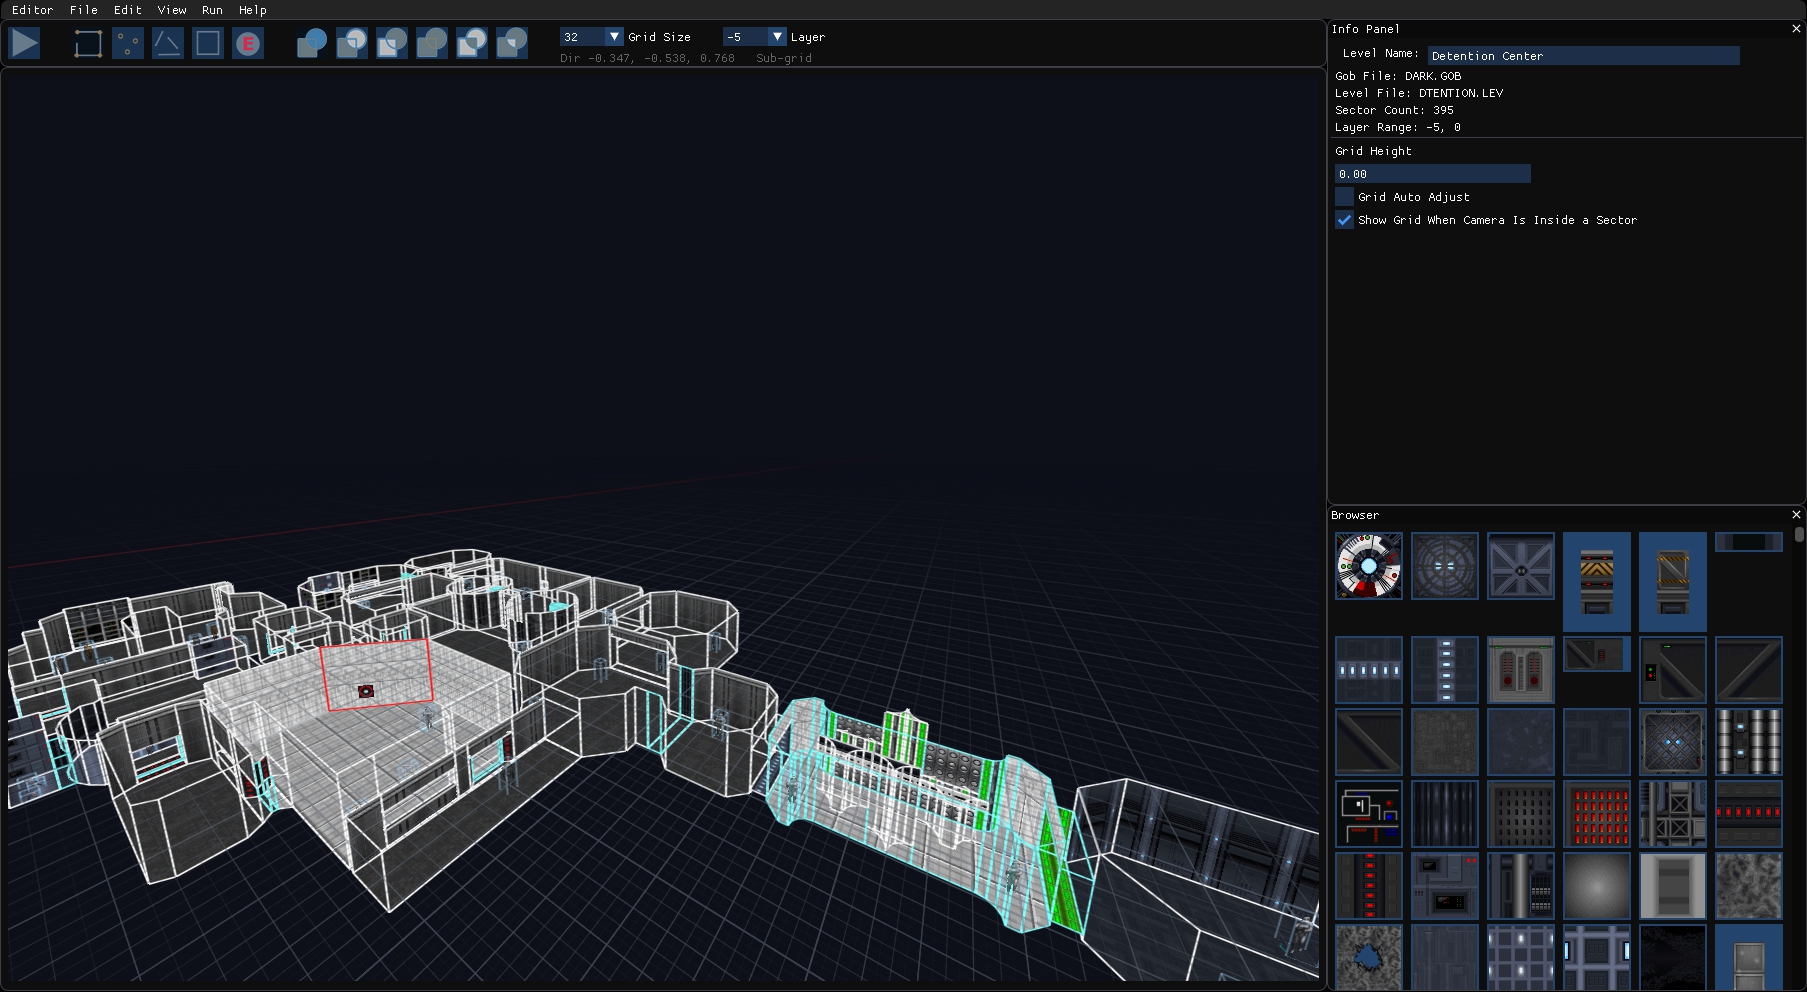 Editor File Edit View Run Help
E
32 Grid Size -5 Layer
Dir -0.347, -0.538, 0.768 Sub-grid
Info Panel
Level Name: Detention Center
Gob File: DARK.GOB
Level File: DTENTION.LEV
Sector Count: 395
Layer Range: -5, 0
Grid Height
0.00
Grid Auto Adjust
Show Grid When Camera Is Inside a Sector
Browser